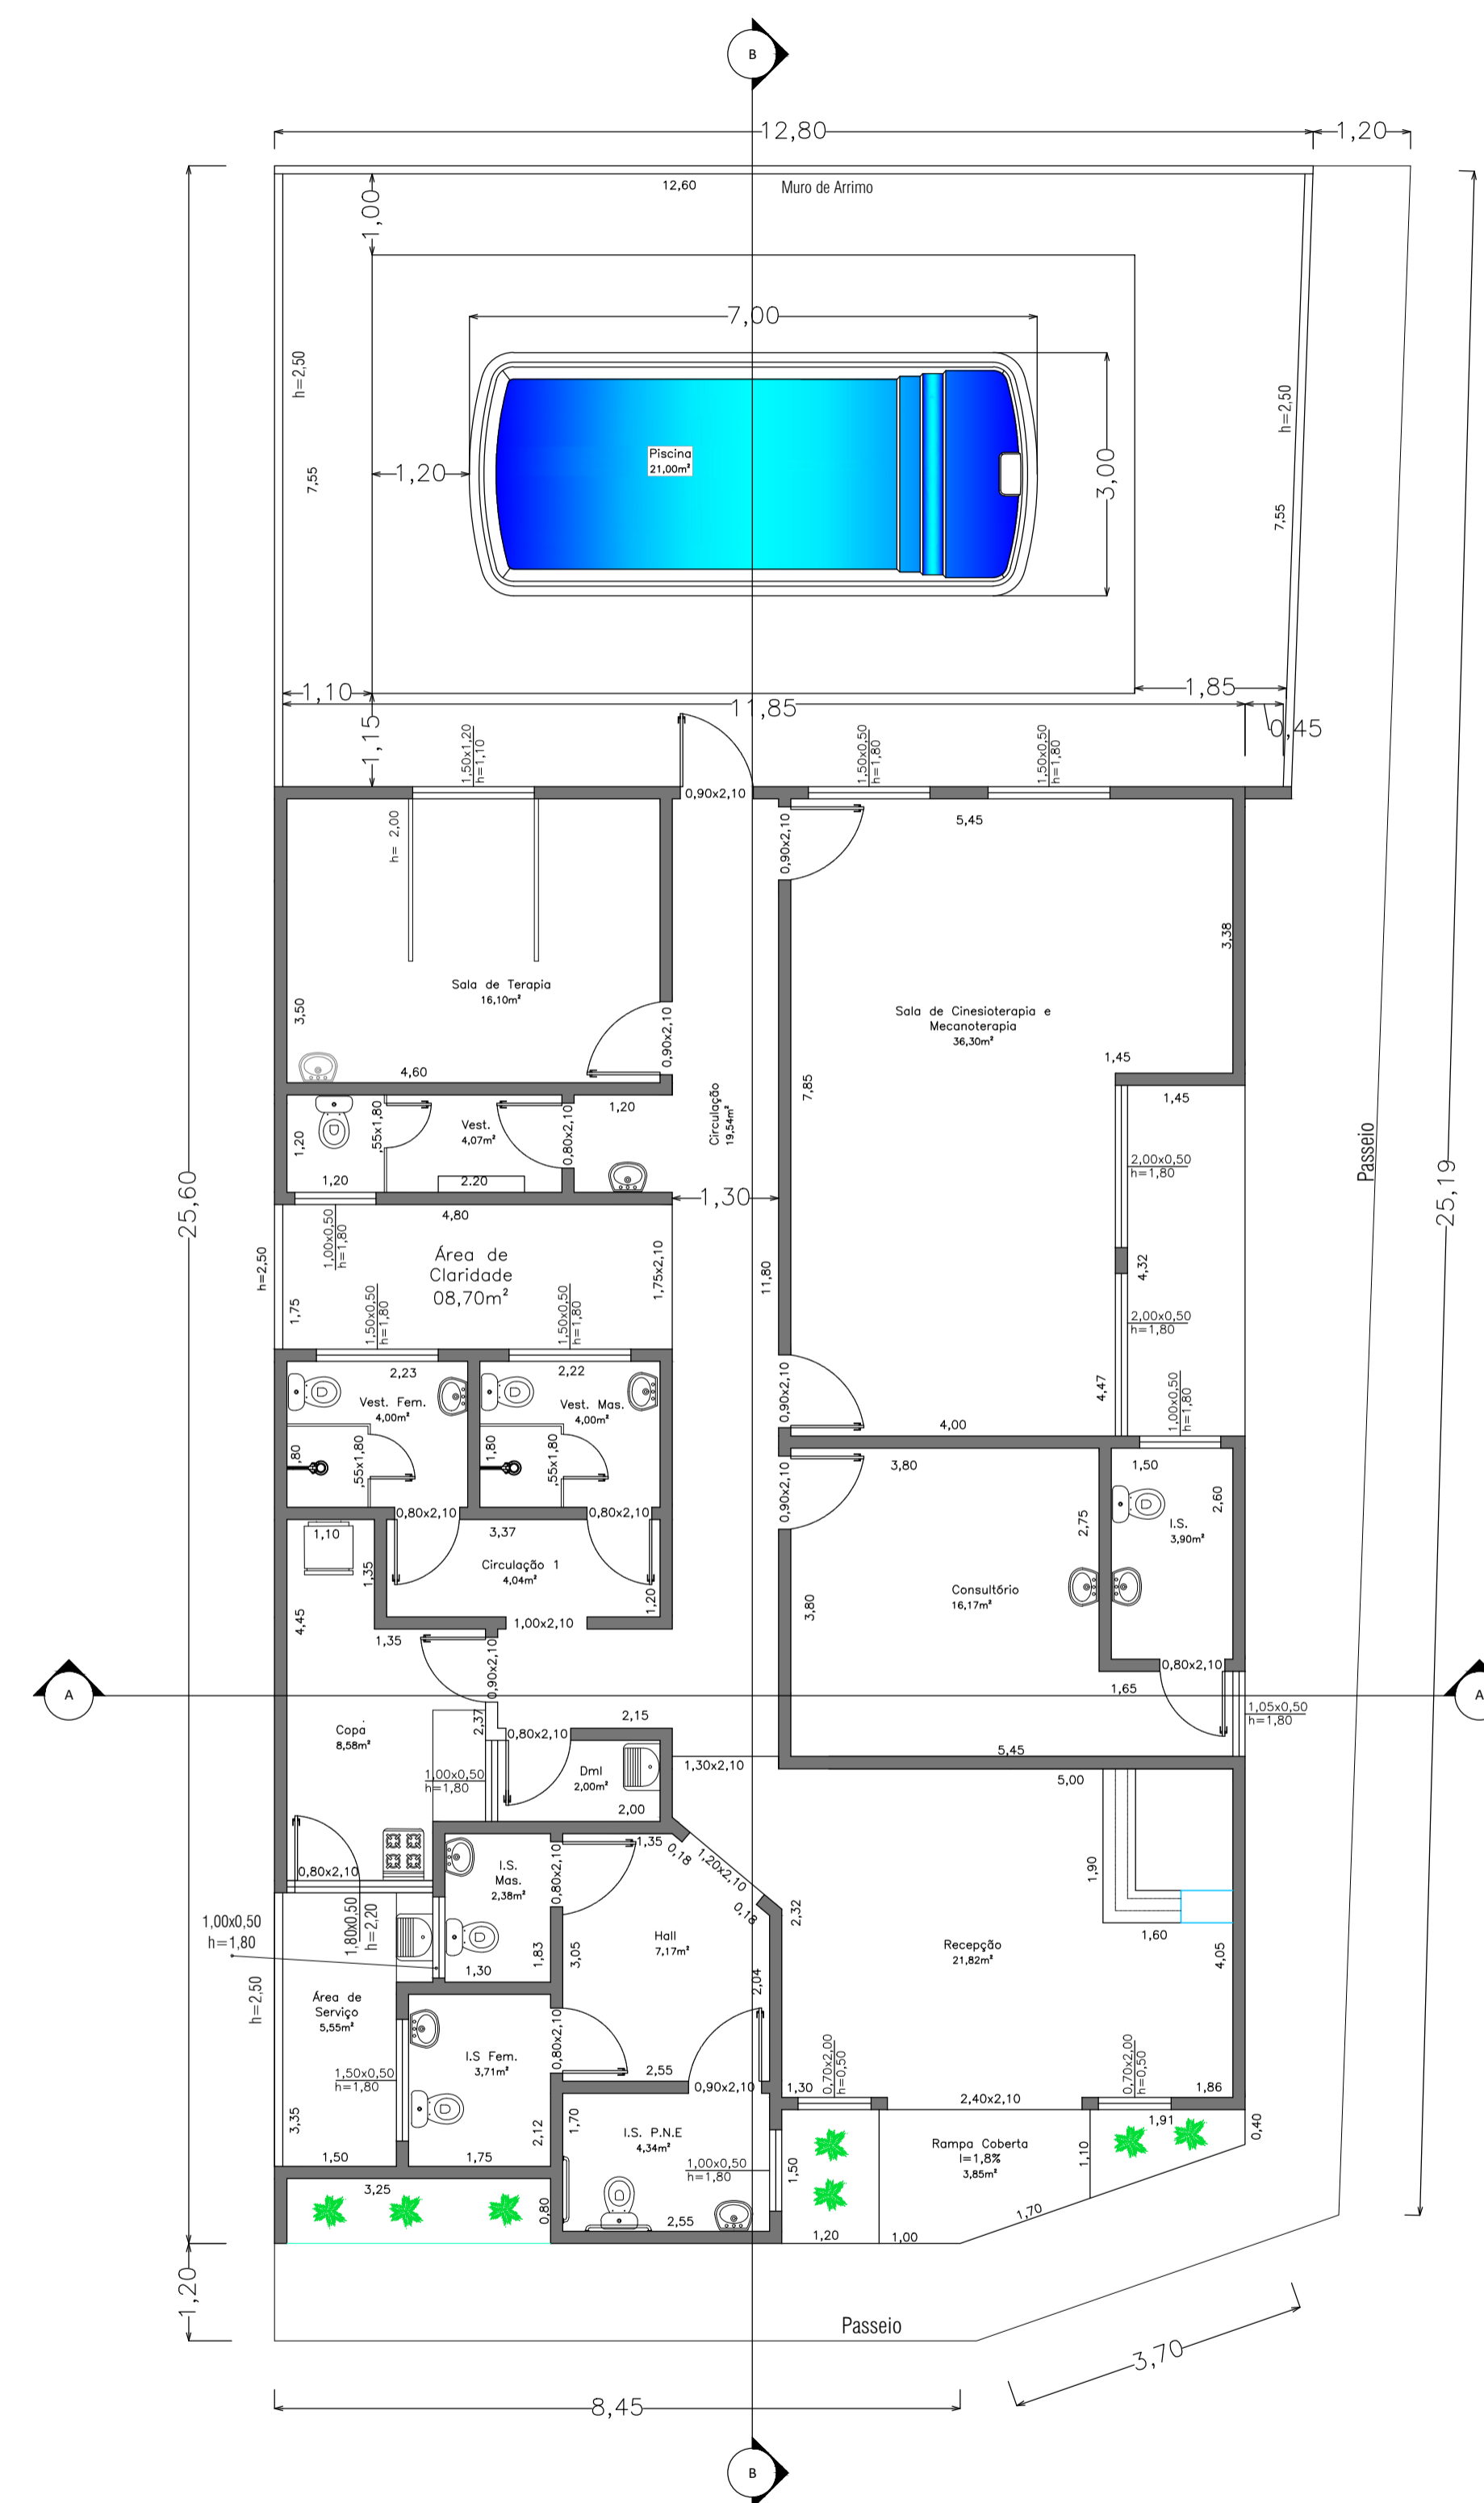 B
12,80
1,20
12,60
Muro de Arrimo
1,00
7,00
h=2,50
h=2,50
Piscina
21,00m²
1,20
3,00
7,55
7,55
1,10
1,85
11,85
0,45
1,15
1,50x1,20
h=1,10
1,50x0,50
h=1,80
1,50x0,50
h=1,80
0,90x2,10
5,45
h= 2,00
0,90x2,10
3,38
Sala de Terapia
16,10m²
3,50
Sala de Cinesioterapia e
Mecanoterapia
36,30m²
0,90x2,10
4,60
1,45
7,85
1,45
1,20
,55x1,80
Vest.
4,07m²
0,80x2,10
1,20
Circulação
19,54m²
1,20
2.20
1,30
2,00x0,50
h=1,80
Passeio
25,60
25,19
4,80
1,00x0,50
h=1,80
Área de
Claridade
08,70m²
h=2,50
1,75
1,75x2,10
11,80
4,32
1,50x0,50
h=1,80
1,50x0,50
h=1,80
2,00x0,50
h=1,80
2,23
2,22
Vest. Fem.
4,00m²
Vest. Mas.
4,00m²
0,90x2,10
4,47
1,00x0,50
h=1,80
4,00
,80
,55x1,80
1,80
,55x1,80
3,80
1,50
0,90x2,10
2,60
0,80x2,10
0,80x2,10
1,10
3,37
2,75
I.S.
3,90m²
1,35
Circulação 1
4,04m²
1,20
4,45
Consultório
16,17m²
3,80
1,00x2,10
1,35
0,90x2,10
0,80x2,10
A
A
1,65
1,05x0,50
h=1,80
2,37
2,15
Copa
8,58m²
0,80x2,10
5,45
1,30x2,10
1,00x0,50
h=1,80
Dml
2,00m²
5,00
2,00
1,35
0,18
1,20x2,10
0,80x2,10
I.S.
Mas.
2,38m²
0,80x2,10
1,90
0,18
2,32
1,00x0,50
h=1,80
1,80x0,50
h=2,20
Hall
7,17m²
1,60
Recepção
21,82m²
4,05
1,30
1,83
3,05
2,04
h=2,50
Área de
Serviço
5,55m²
0,80x2,10
I.S Fem.
3,71m²
1,50x0,50
h=1,80
2,55
0,90x2,10
1,30
0,70x2,00
h=0,50
0,70x2,00
h=0,50
1,86
2,40x2,10
1,91
3,35
2,12
1,70
I.S. P.N.E
4,34m²
Rampa Coberta
I=1,8%
3,85m²
1,10
0,40
1,50
1,75
1,00x0,50
h=1,80
1,50
3,25
0,80
2,55
1,20
1,00
1,70
1,20
Passeio
3,70
8,45
B